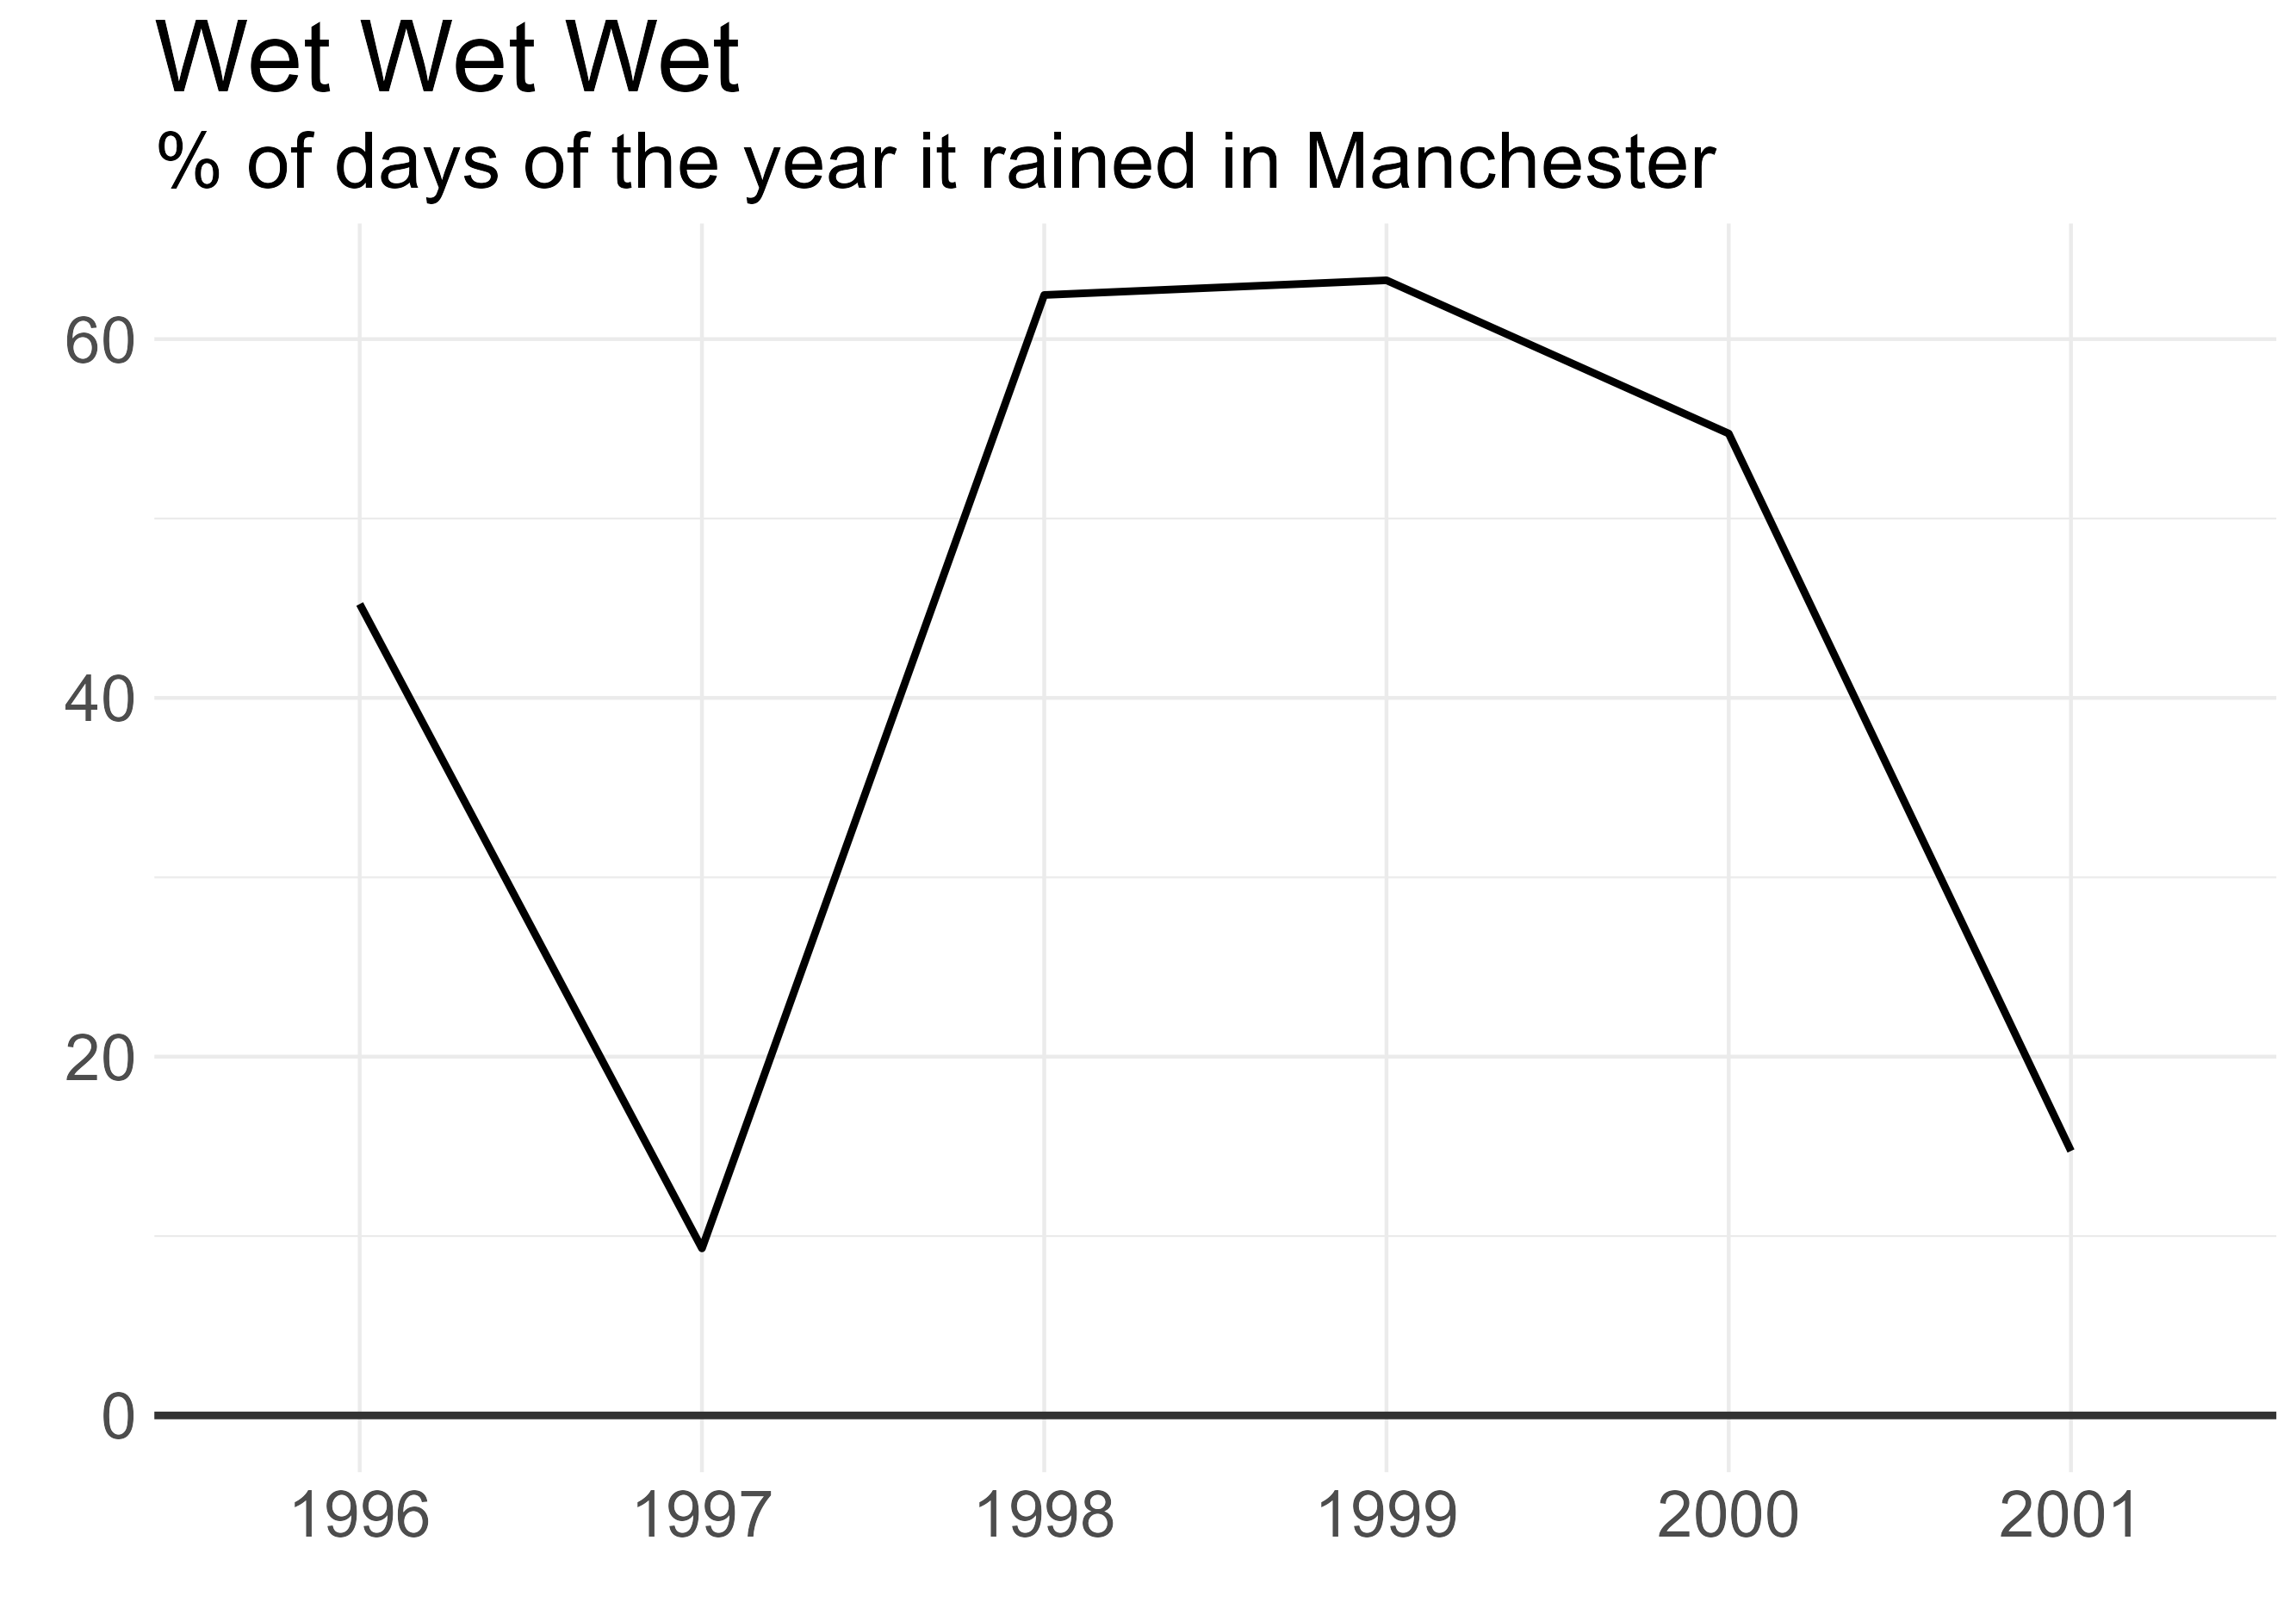 Wet Wet Wet
% of days of the year it rained in Manchester
60
40
20
0
1996 1997 1998 1999 2000 2001